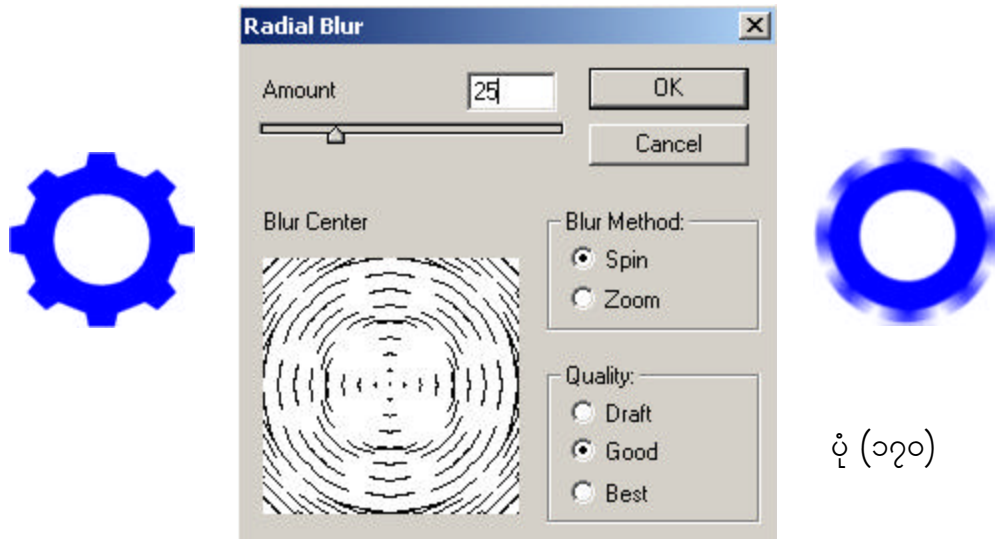 Radial Blur
Amount 25
OK
Cancel
Blur Center
Blur Method:
Spin
Zoom
Quality:
Draft
Good
Best
ပုံ (၁၇၀)